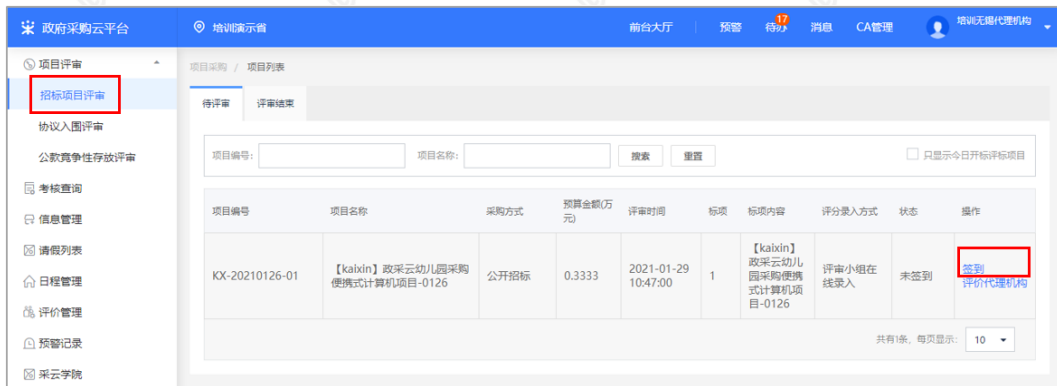 政府采购云平台
培训演示省
前台大厅
预警
待办
17
消息
CA管理
培训无锡代理机构
项目评审
招标项目评审
协议入围评审
公款竞争性存放评审
考核查询
信息管理
请假列表
日程管理
评价管理
预警记录
采云学院
项目采购 / 项目列表
待评审
评审结束
项目编号:
项目名称:
搜索
重置
只显示今日开标评标项目
项目编号 项目名称 采购方式 预算金额(万 评审时间 标项 标项内容 评分录入方式 状态 操作
元)
KX-20210126-01
【kaixin】政采云幼儿园采购
便携式计算机项目-0126
公开招标
0.3333
2021-01-29
10:47:00
1
【kaixin】
政采云幼儿
园采购便携
式计算机项
目-0126
评审小组在
线录入
未签到
签到
评价代理机构
共有1条, 每页显示:
10